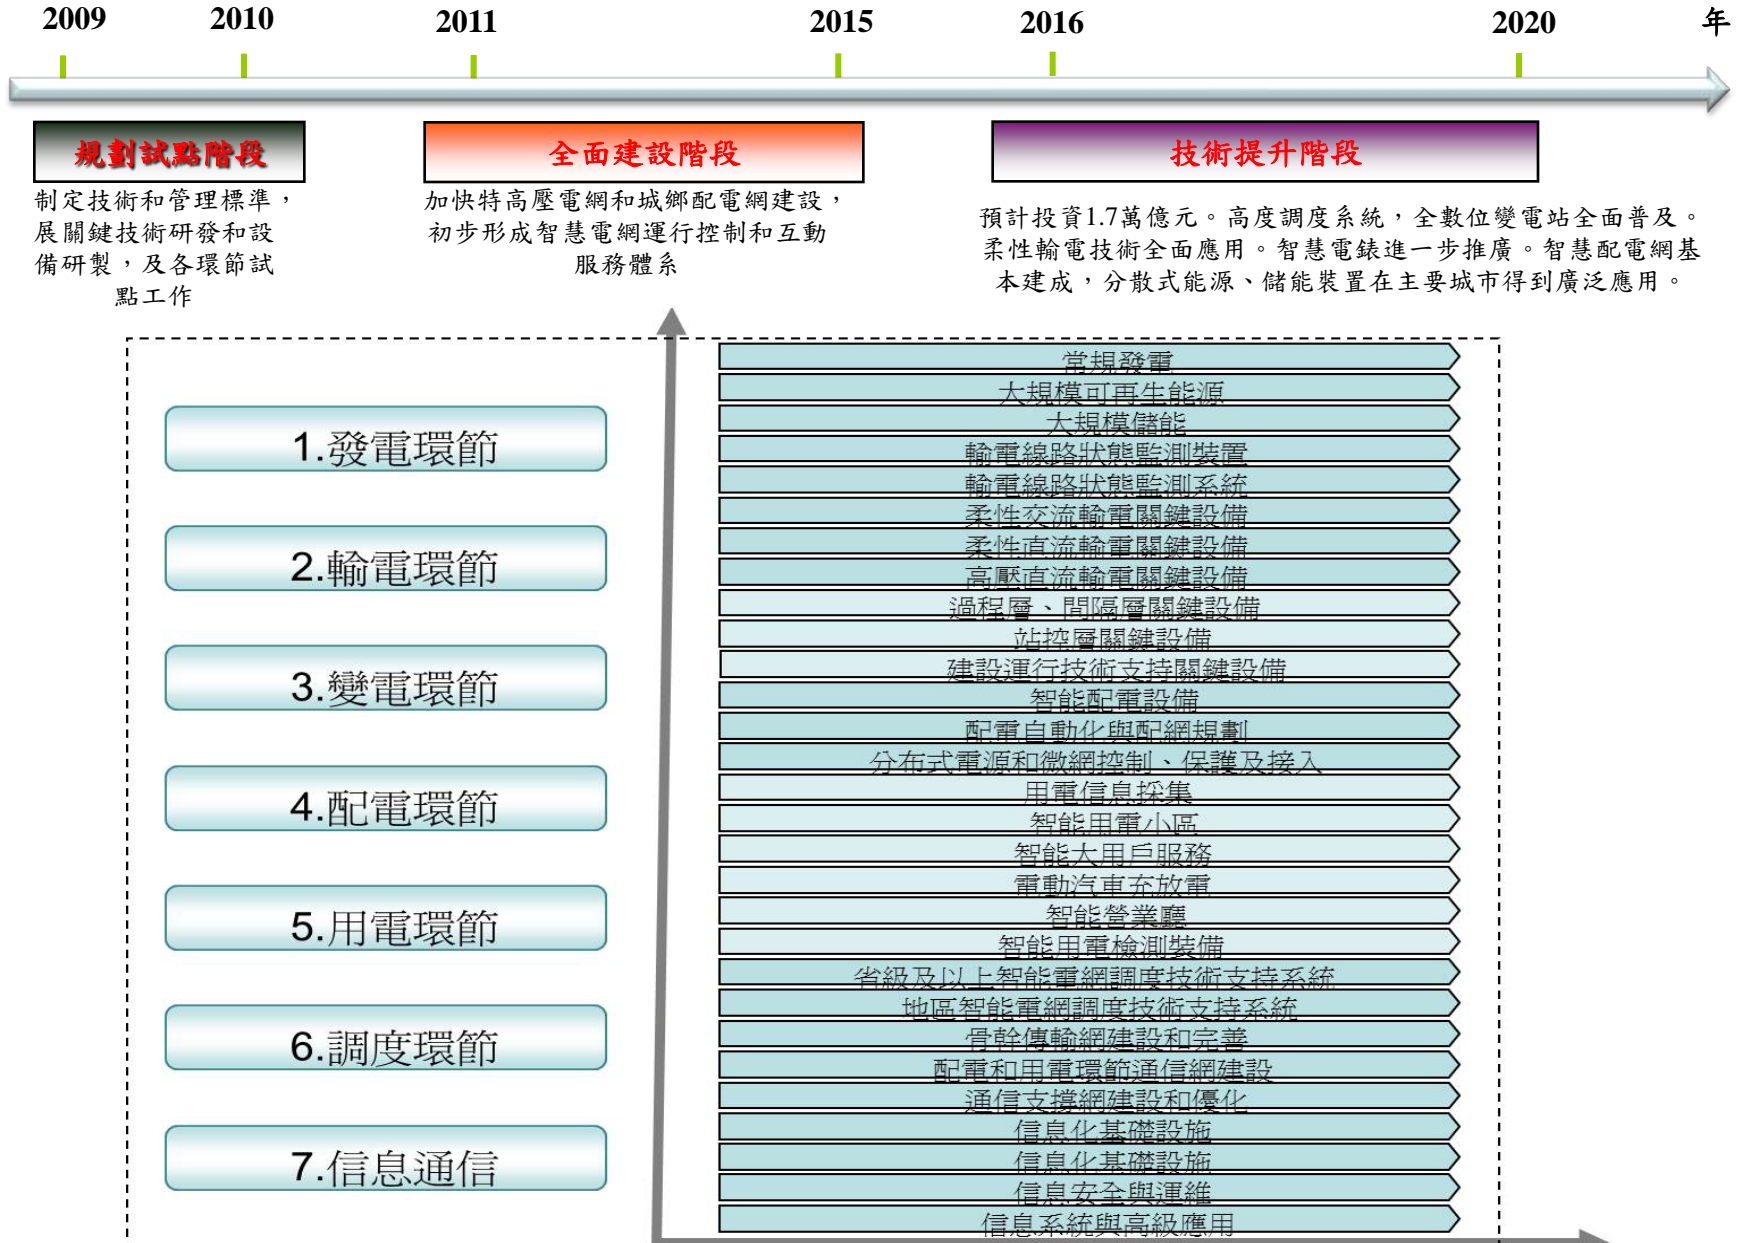 2009 2010 2011 2015 2016 2020 年
規劃試點階段
制定技術和管理標準，
展關鍵技術研發和設
備研製，及各環節試
點工作
全面建設階段
加快特高壓電網和城鄉配電網建設，
初步形成智慧電網運行控制和互動
服務體系
技術提升階段
預計投資1.7萬億元。高度調度系統，全數位變電站全面普及。
柔性輸電技術全面應用。智慧電錶進一步推廣。智慧配電網基
本建成，分散式能源、儲能裝置在主要城市得到廣泛應用。
1.發電環節
2.輸電環節
3.變電環節
4.配電環節
5.用電環節
6.調度環節
7.信息通信
常規發電
大規模可再生能源
大規模儲能
輸電線路狀態監測裝置
輸電線路狀態監測系統
柔性交流輸電關鍵設備
柔性直流輸電關鍵設備
高壓直流輸電關鍵設備
過程層、間隔層關鍵設備
站控層關鍵設備
建設運行技術支持關鍵設備
智能配電設備
配電自動化與配網規劃
分布式電源和微網控制、保護及接入
用電信息採集
智能用電小區
智能大用戶服務
電動汽車充放電
智能營業廳
智能用電檢測裝備
省級及以上智能電網調度技術支持系統
地區智能電網調度技術支持系統
骨幹傳輸網建設和完善
配電和用電環節通信網建設
通信支撐網建設和優化
信息化基礎設施
信息化基礎設施
信息安全與運維
信息系統與高級應用